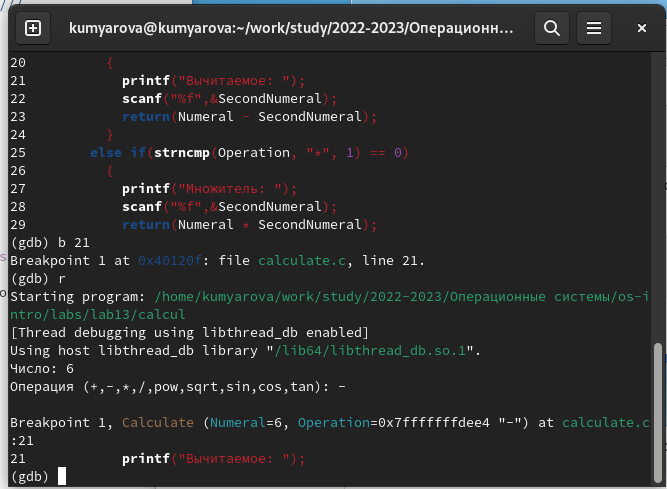 kumyarova@kumyarova:~/work/study/2022-2023/Операционн...
20 {
21 printf("Вычитаемое: ");
22 scanf("%f",&SecondNumeral);
23 return(Numeral - SecondNumeral);
24 }
25 else if(strncmp(Operation, "*", 1) == 0)
26 {
27 printf("Множитель: ");
28 scanf("%f",&SecondNumeral);
29 return(Numeral * SecondNumeral);
(gdb) b 21
Breakpoint 1 at 0x40120f: file calculate.c, line 21.
(gdb) r
Starting program: /home/kumyarova/work/study/2022-2023/Операционные системы/os-i
ntro/labs/lab13/calcul
[Thread debugging using libthread_db enabled]
Using host libthread_db library "/lib64/libthread_db.so.1".
Число: 6
Операция (+,-,*,/,pow,sqrt,sin,cos,tan): -
Breakpoint 1, Calculate (Numeral=6, Operation=0x7fffffffdee4 "-") at calculate.c
:21
21 printf("Вычитаемое: ");
(gdb)